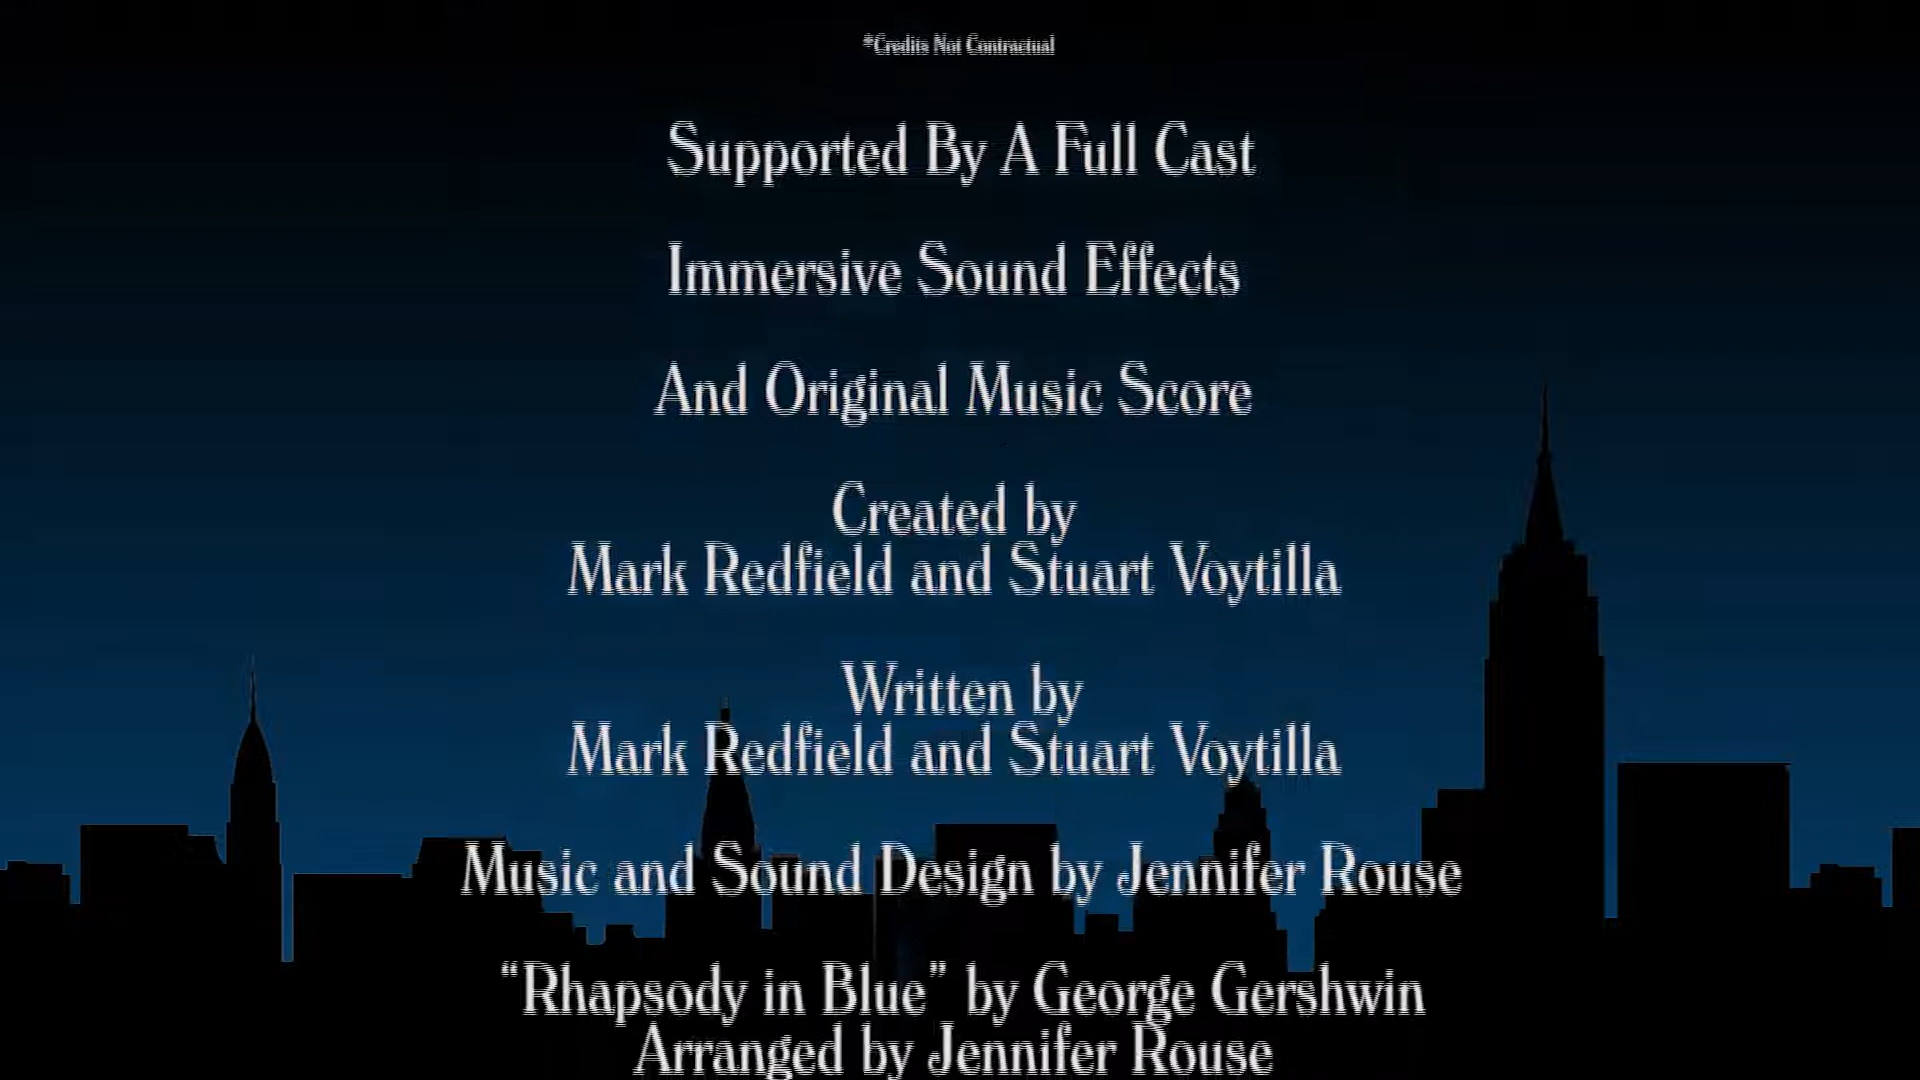 *Credits Not Contractual
Supported By A Full Cast
Immersive Sound Effects
And Original Music Score
Created by
Mark Redfield and Stuart Voytilla
Written by
Mark Redfield and Stuart Voytilla
Music and Sound Design by Jennifer Rouse
“Rhapsody in Blue” by George Gershwin
Arranged by Jennifer Rouse